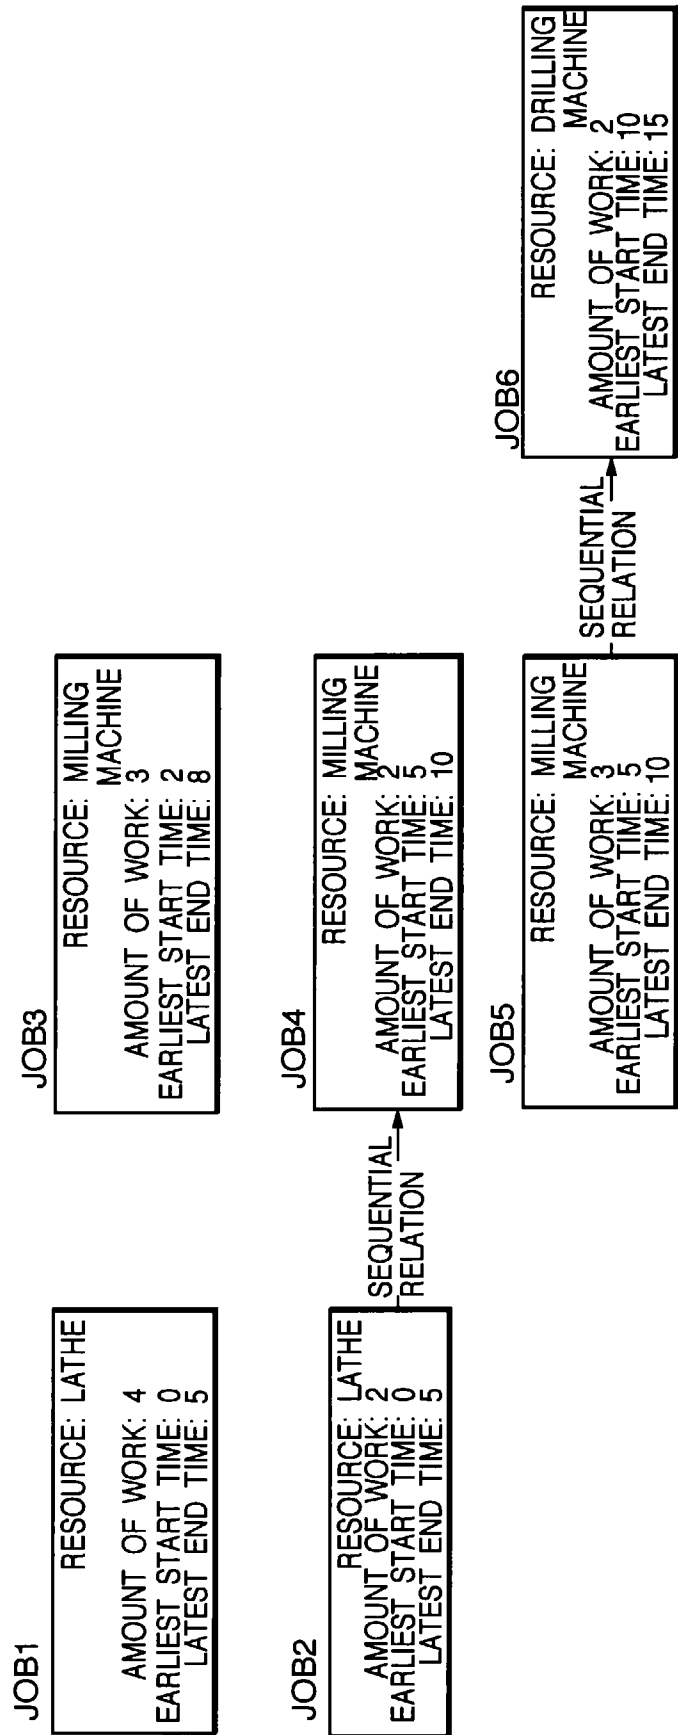 JOB1
RESOURCE: LATHE
AMOUNT OF WORK: 4
EARLIEST START TIME: 0
LATEST END TIME: 5
JOB3
RESOURCE: MILLING
MACHINE
AMOUNT OF WORK: 3
EARLIEST START TIME: 2
LATEST END TIME: 8
JOB2
RESOURCE: LATHE
AMOUNT OF WORK: 2
EARLIEST START TIME: 0
LATEST END TIME: 5
SEQUENTIAL
RELATION
JOB4
RESOURCE: MILLING
MACHINE
AMOUNT OF WORK: 2
EARLIEST START TIME: 5
LATEST END TIME: 10
JOB5
RESOURCE: MILLING
MACHINE
AMOUNT OF WORK: 3
EARLIEST START TIME: 5
LATEST END TIME: 10
SEQUENTIAL
RELATION
JOB6
RESOURCE: DRILLING
MACHINE
AMOUNT OF WORK: 2
EARLIEST START TIME: 10
LATEST END TIME: 15